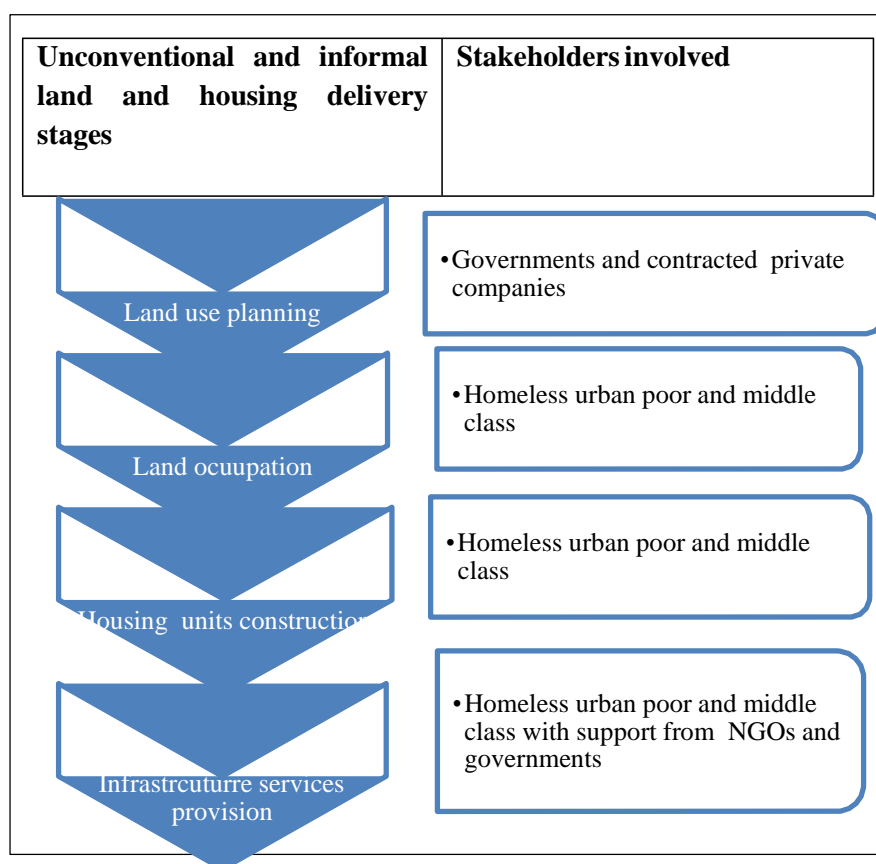 Unconventional and informal
land and housing delivery
stages
Stakeholders involved
Land use planning
•Governments and contracted private
companies
Land ocuupation
•Homeless urban poor and middle
class
Housing units construction
•Homeless urban poor and middle
class
Infrastrcuturre services
provision
•Homeless urban poor and middle
class with support from NGOs and
governments